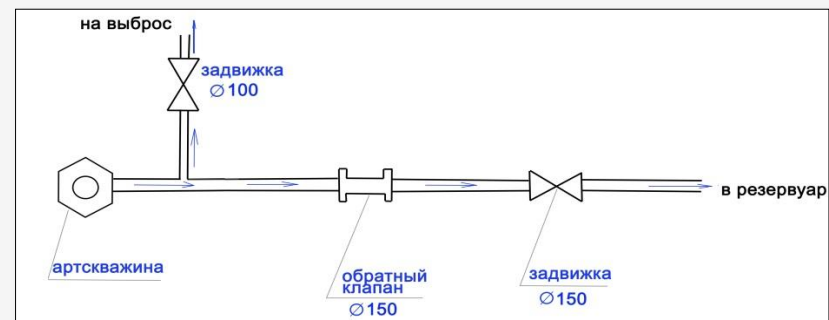 на выброс
задвижка
∅100
в резервуар
артскважина
обратный
клапан
∅150
задвижка
∅150